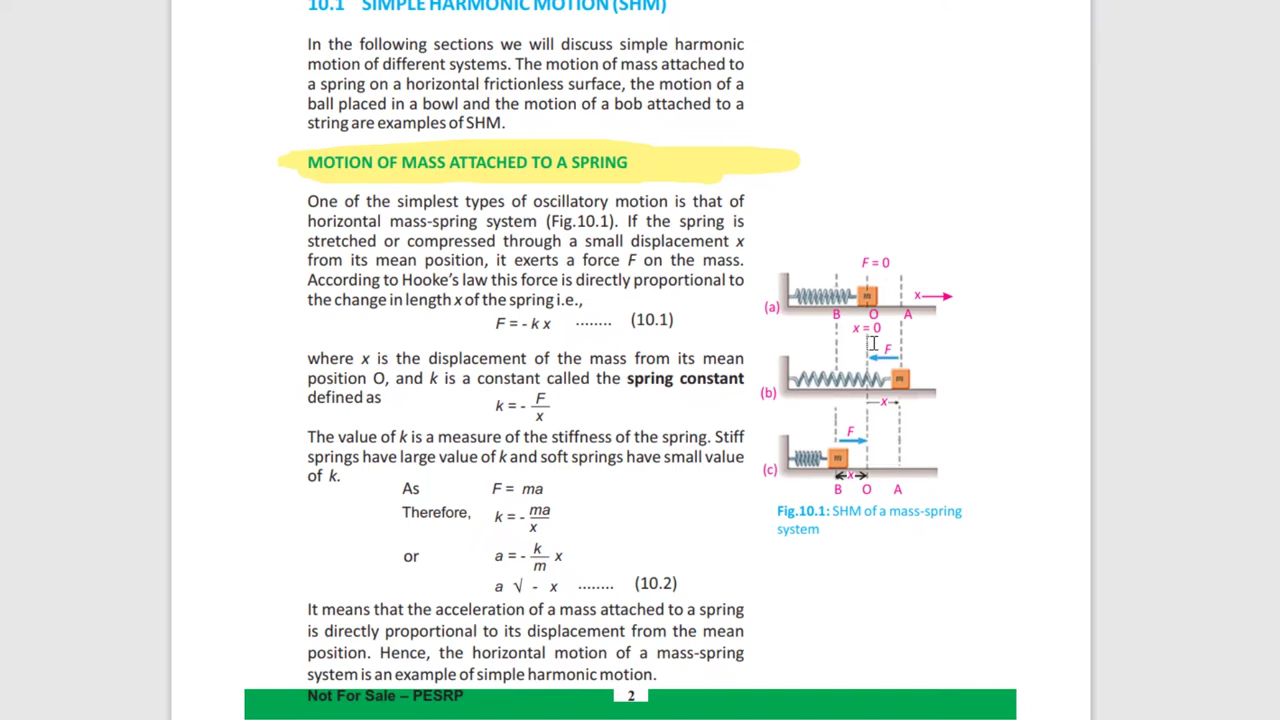 10.1 SIMPLE HARMONIC MOTION (SHM)
In the following sections we will discuss simple harmonic
motion of different systems. The motion of mass attached to
a spring on a horizontal frictionless surface, the motion of a
ball placed in a bowl and the motion of a bob attached to a
string are examples of SHM.
MOTION OF MASS ATTACHED TO A SPRING
One of the simplest types of oscillatory motion is that of
horizontal mass-spring system (Fig.10.1). If the spring is
stretched or compressed through a small displacement x
from its mean position, it exerts a force F on the mass.
According to Hooke's law this force is directly proportional to
the change in length x of the spring i.e.,
F = - k x ........ (10.1)
where x is the displacement of the mass from its mean
position O, and k is a constant called the spring constant
defined as
k = - F/x
The value of k is a measure of the stiffness of the spring. Stiff
springs have large value of k and soft springs have small value
of k.
As F = ma
Therefore, k = - ma/x
or a = - k/m x
a √ - x ........ (10.2)
It means that the acceleration of a mass attached to a spring
is directly proportional to its displacement from the mean
position. Hence, the horizontal motion of a mass-spring
system is an example of simple harmonic motion.
Not For Sale – PESRP 2
F = 0
m x
(a) B O A
x = 0
F
m
(b)
x
F
m
(c)
x
B O A
Fig.10.1: SHM of a mass-spring
system